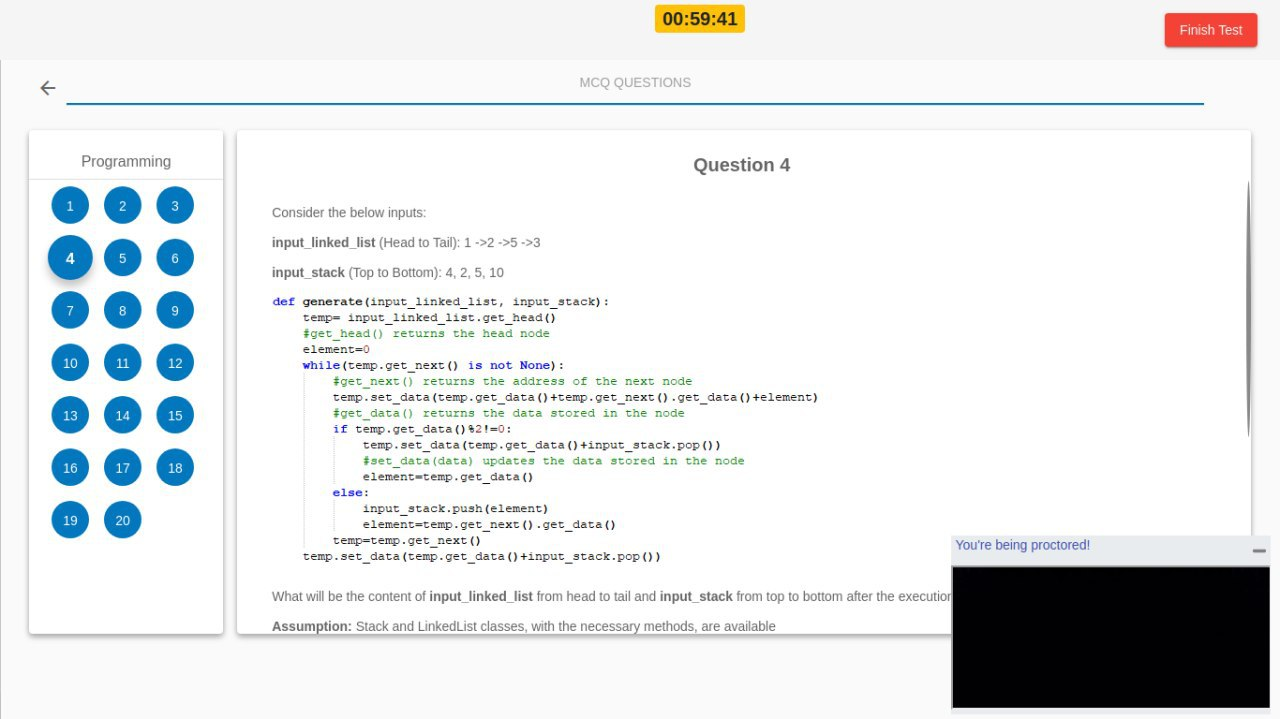 00:59:41
Finish Test
MCQ QUESTIONS
Programming
1 2 3
4 5 6
7 8 9
10 11 12
13 14 15
16 17 18
19 20
Question 4
Consider the below inputs:
input_linked_list (Head to Tail): 1 ->2 ->5 ->3
input_stack (Top to Bottom): 4, 2, 5, 10
def generate(input_linked_list, input_stack):
    temp= input_linked_list.get_head()
    #get_head() returns the head node
    element=0
    while(temp.get_next() is not None):
        #get_next() returns the address of the next node
        temp.set_data(temp.get_data()+temp.get_next().get_data()+element)
        #get_data() returns the data stored in the node
        if temp.get_data()%2!=0:
            temp.set_data(temp.get_data()+input_stack.pop())
            #set_data(data) updates the data stored in the node
            element=temp.get_data()
        else:
            input_stack.push(element)
            element=temp.get_next().get_data()
        temp=temp.get_next()
    temp.set_data(temp.get_data()+input_stack.pop())
What will be the content of input_linked_list from head to tail and input_stack from top to bottom after the execution
Assumption: Stack and LinkedList classes, with the necessary methods, are available
You're being proctored!